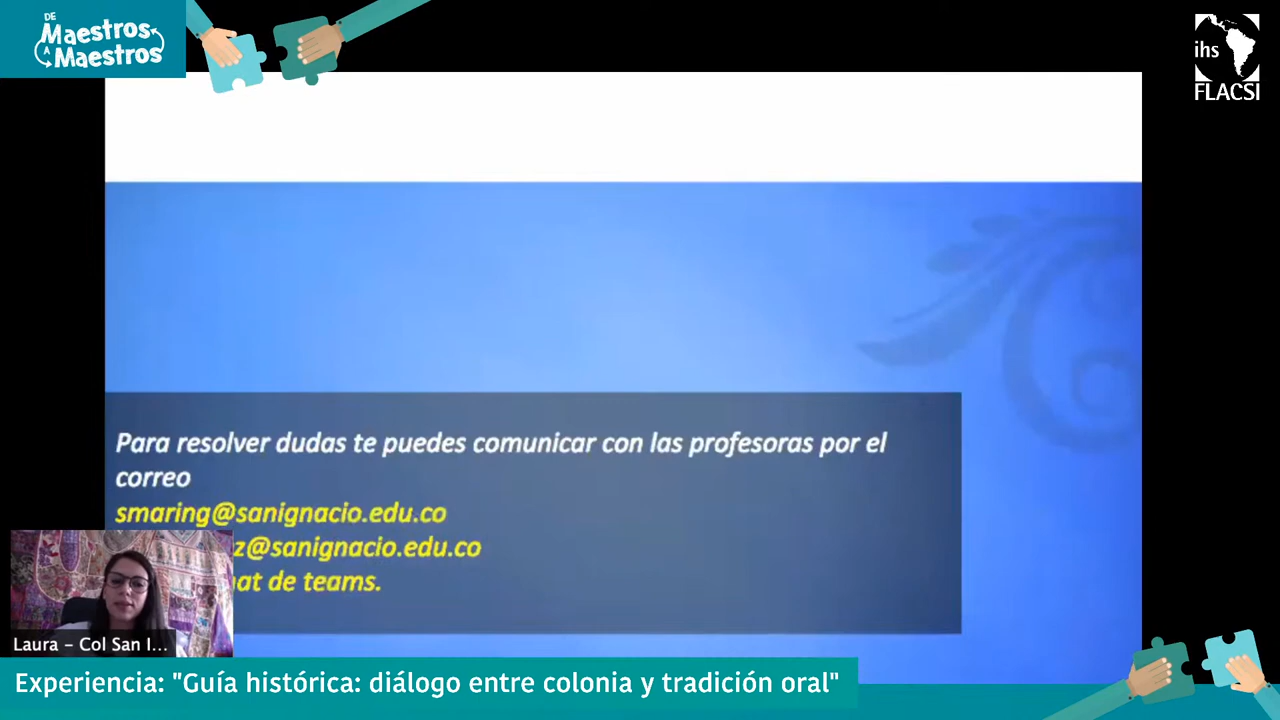 DE
Maestros
A Maestros
ihs
FLACSI
Para resolver dudas te puedes comunicar con las profesoras por el
correo
smaring@sanignacio.edu.co
z@sanignacio.edu.co
de teams.
Laura – Col San I...
Experiencia: "Guía histórica: diálogo entre colonia y tradición oral"